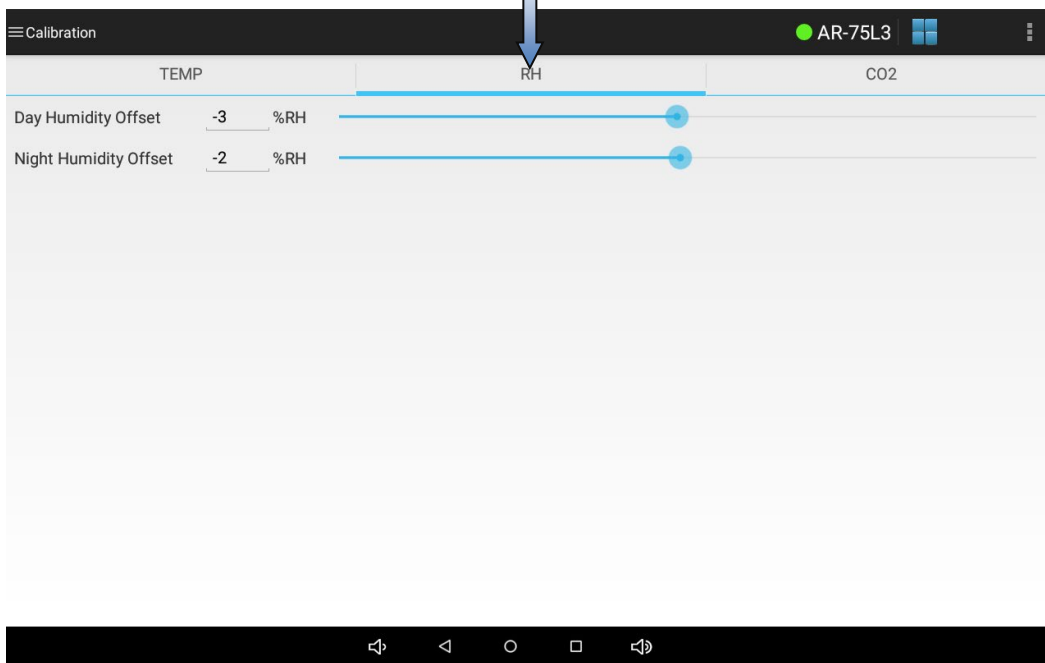 Calibration AR-75L3
TEMP RH CO2
Day Humidity Offset -3 %RH
Night Humidity Offset -2 %RH